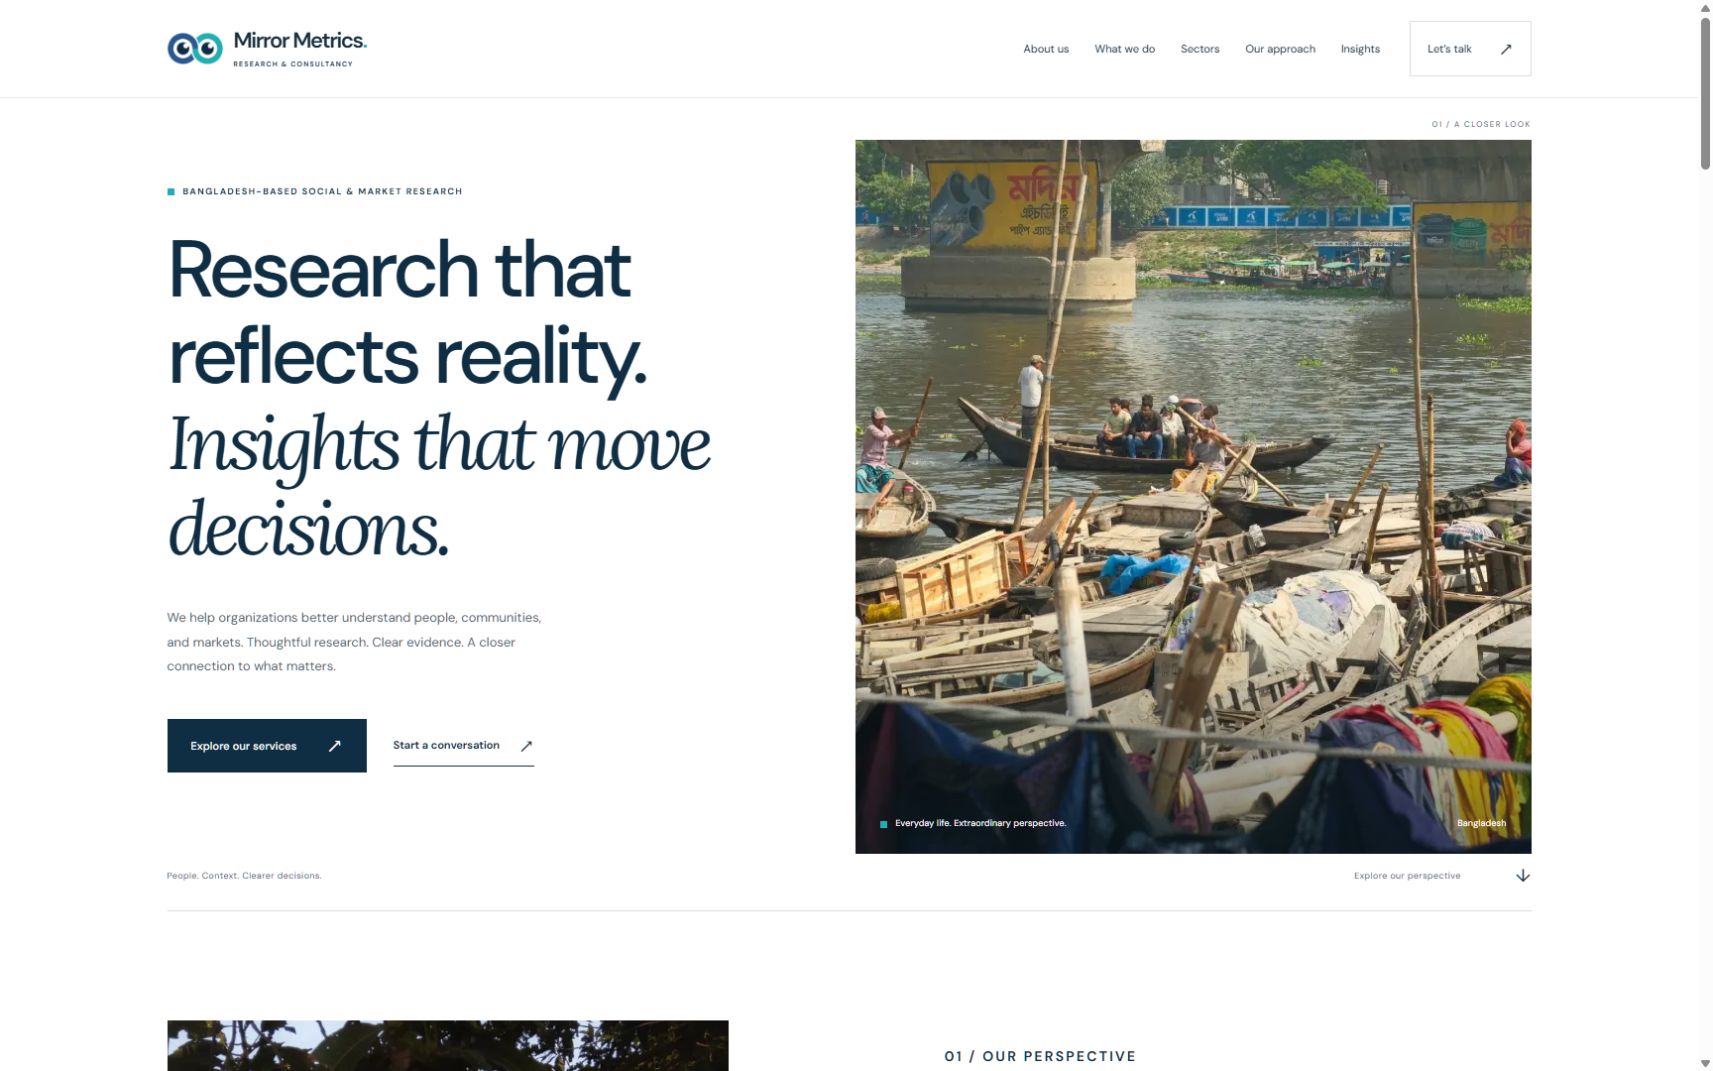 Mirror Metrics.
RESEARCH & CONSULTANCY
About us
What we do
Sectors
Our approach
Insights
Let's talk
01 / A CLOSER LOOK
BANGLADESH-BASED SOCIAL & MARKET RESEARCH
Research that
reflects reality.
Insights that move
decisions.
We help organizations better understand people, communities,
and markets. Thoughtful research. Clear evidence. A closer
connection to what matters.
Explore our services
Start a conversation
মদিনা
Everyday life. Extraordinary perspective.
Bangladesh
People. Context. Clearer decisions.
Explore our perspective
01 / OUR PERSPECTIVE